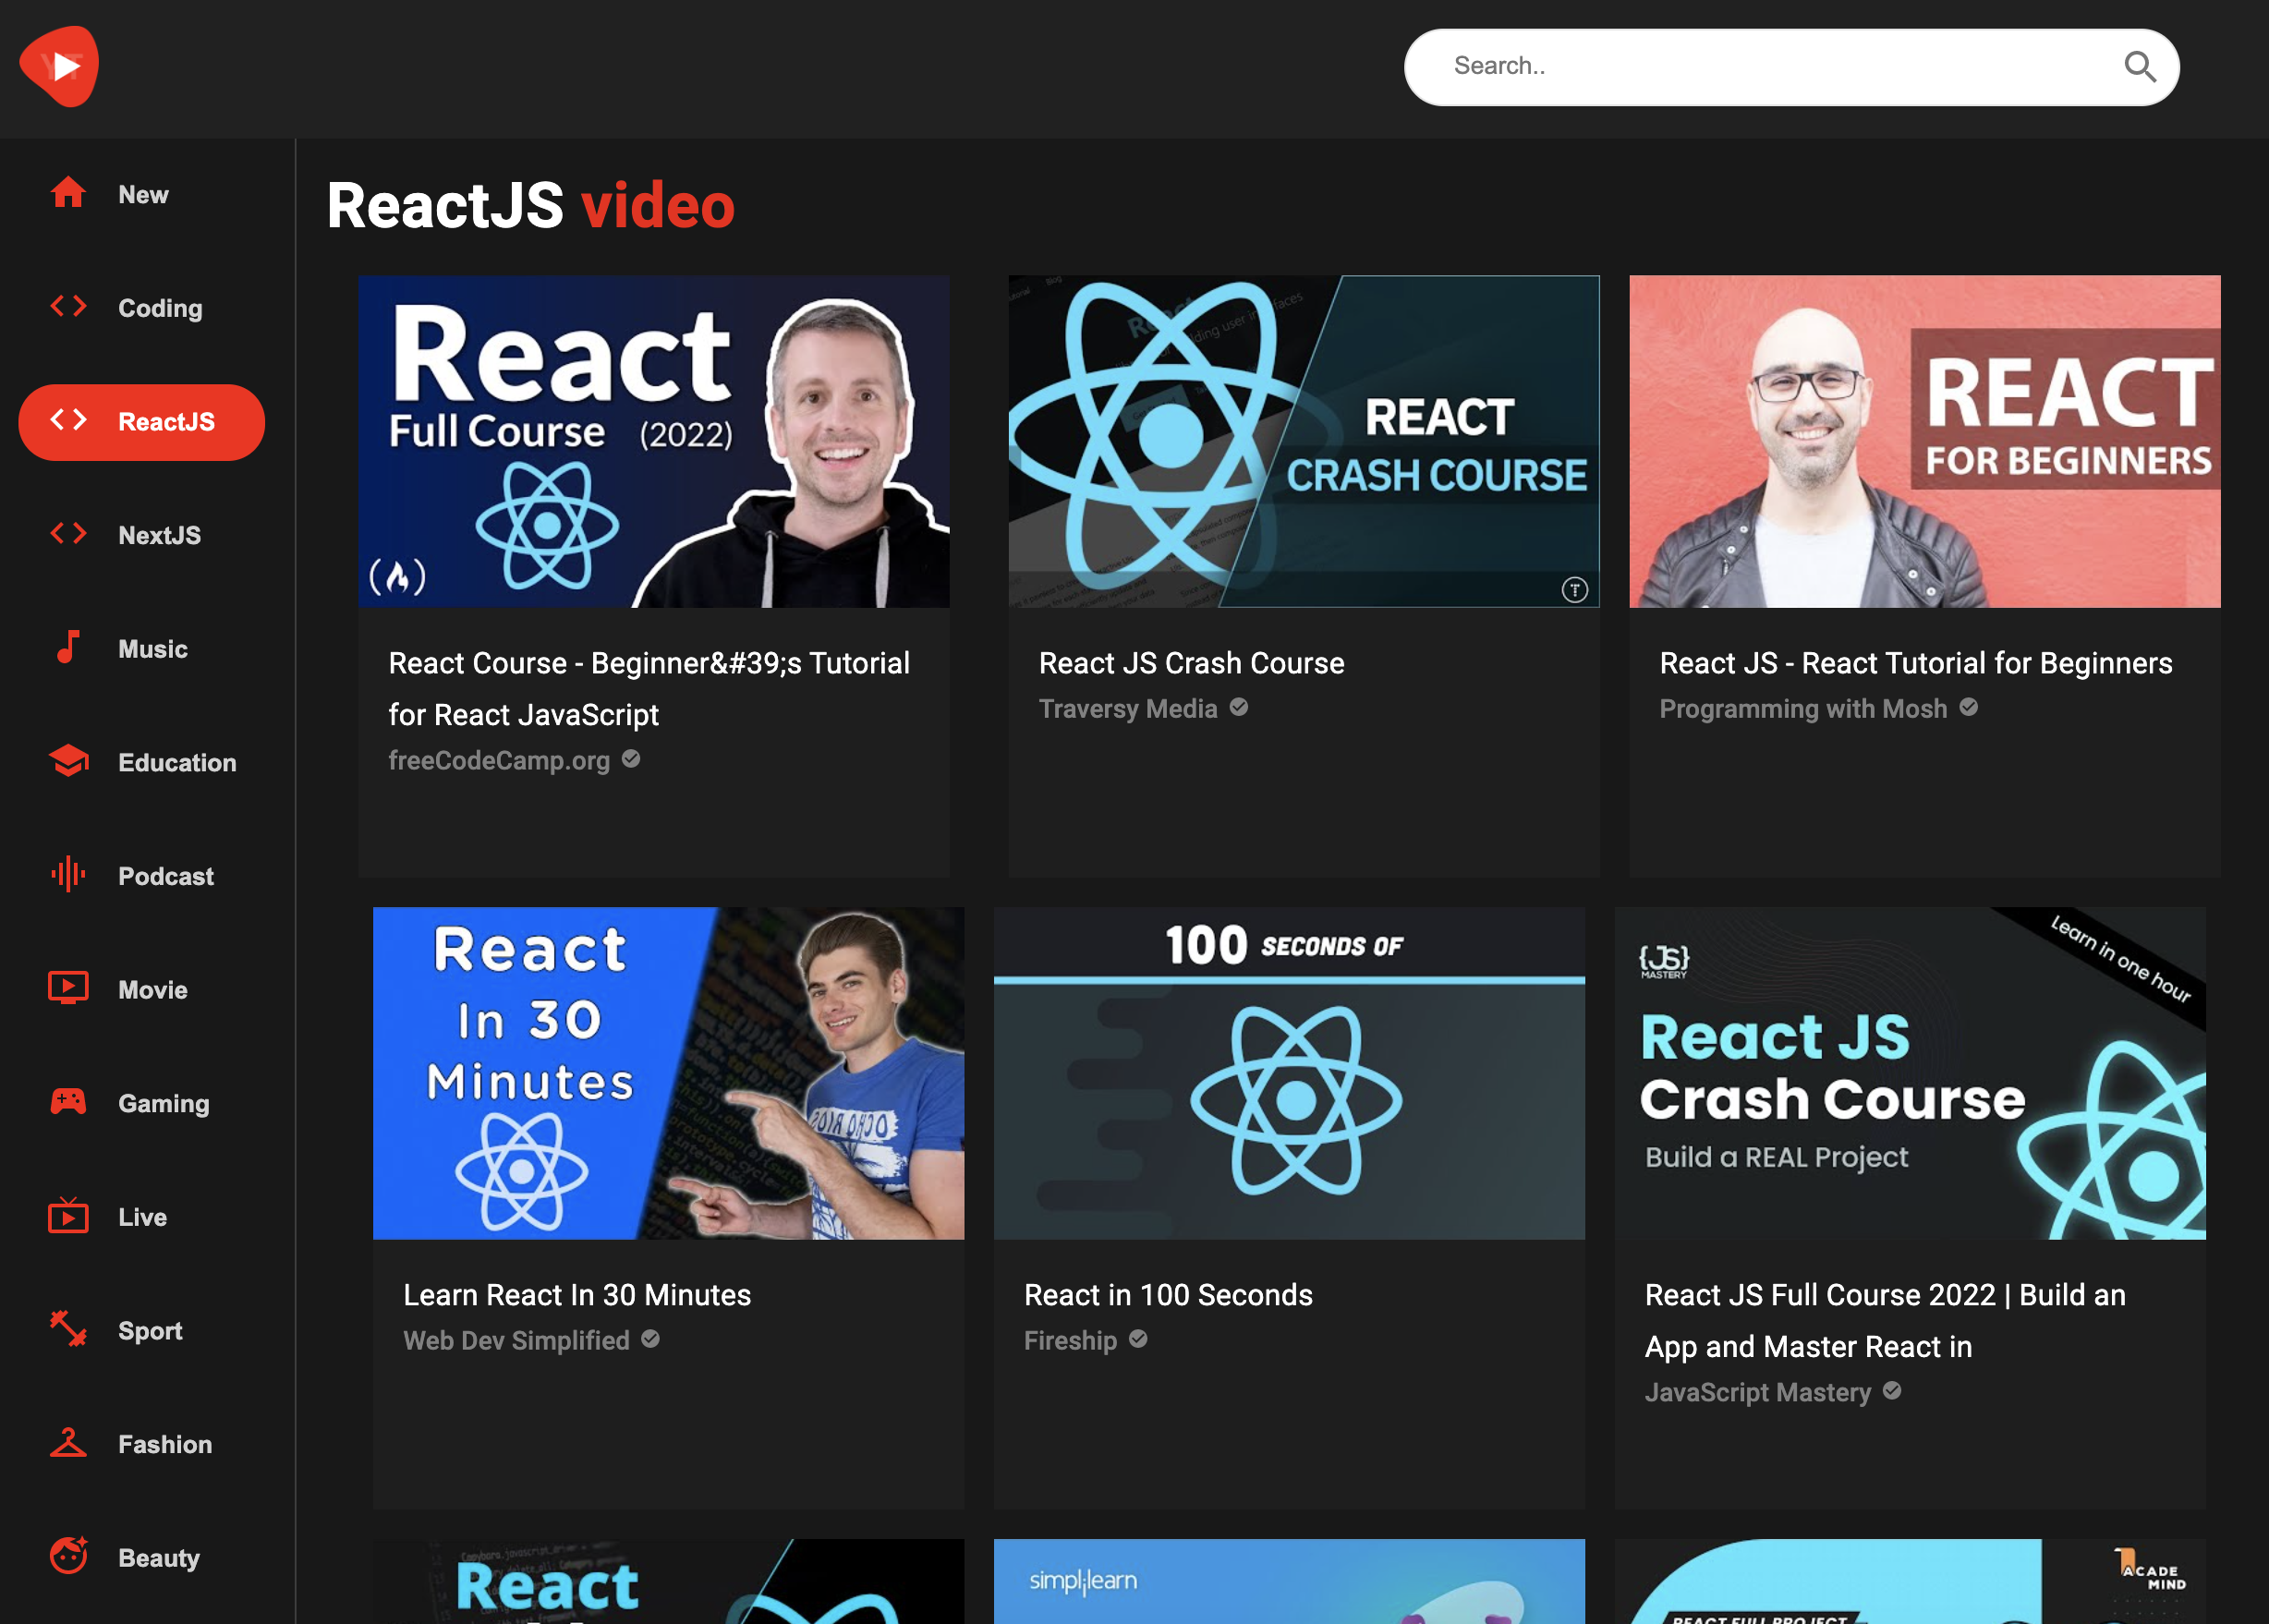 YT
Search..
New
Coding
ReactJS
NextJS
Music
Education
Podcast
Movie
Gaming
Live
Sport
Fashion
Beauty
ReactJS video
React
Full Course (2022)
React Course - Beginner&#39;s Tutorial
for React JavaScript
freeCodeCamp.org
REACT
CRASH COURSE
React JS Crash Course
Traversy Media
REACT
FOR BEGINNERS
React JS - React Tutorial for Beginners
Programming with Mosh
React
In 30
Minutes
Learn React In 30 Minutes
Web Dev Simplified
100 SECONDS OF
React in 100 Seconds
Fireship
Learn in one hour
{JS}
MASTERY
React JS
Crash Course
Build a REAL Project
React JS Full Course 2022 | Build an
App and Master React in
JavaScript Mastery
React
simplilearn
ACADE
MIND
REACT FULL PROJECT